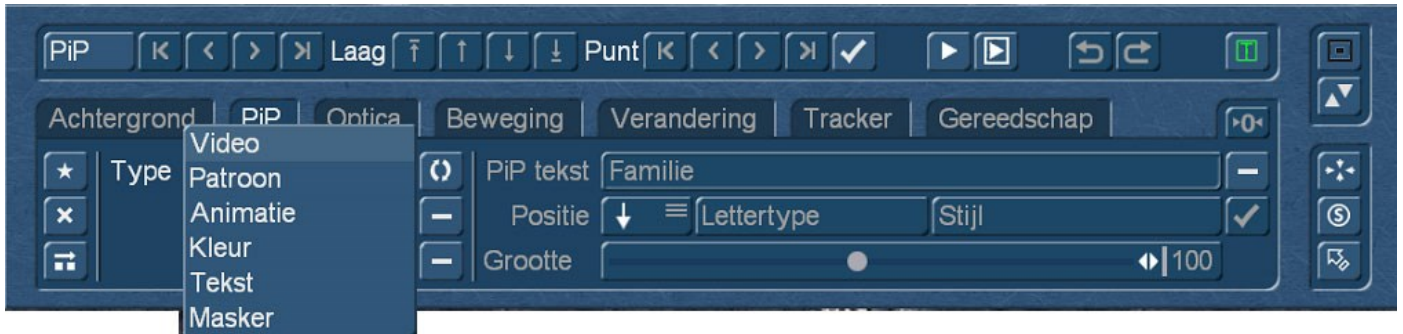 PiP Laag Punt
Achtergrond PiP Optica Beweging Verandering Tracker Gereedschap
Video
Type Patroon PiP tekst Familie
Animatie Positie Lettertype Stijl
Kleur Grootte 100
Tekst
Masker